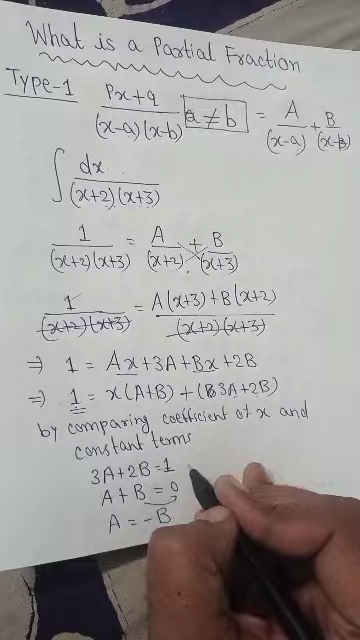 What is a Partial Fraction
Type-1 Px+q/(x-a)(x-b) a≠b = A/(x-a) + B/(x-b)
∫ dx/(x+2)(x+3)
1/(x+2)(x+3) = A/(x+2) + B/(x+3)
1/(x+2)(x+3) = A(x+3)+B(x+2)/(x+2)(x+3)
⇒ 1 = Ax+3A+Bx+2B
⇒ 1 = x(A+B) + (3A+2B)
by comparing coefficient of x and
constant terms
3A+2B=1
A+B=0
A=-B